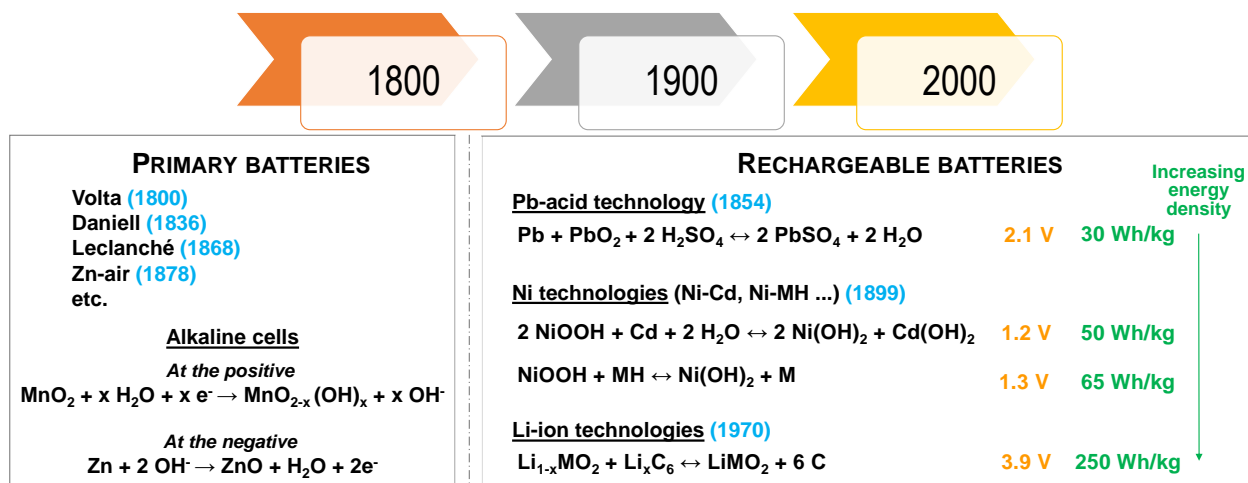 1800
1900
2000
PRIMARY BATTERIES
Volta (1800)
Daniell (1836)
Leclanché (1868)
Zn-air (1878)
etc.
Alkaline cells
At the positive
MnO₂ + x H₂O + x e⁻ → MnO₂₋ₓ(OH)ₓ + x OH⁻
At the negative
Zn + 2 OH⁻ → ZnO + H₂O + 2e⁻
RECHARGEABLE BATTERIES
Increasing
energy
density
Pb-acid technology (1854)
Pb + PbO₂ + 2 H₂SO₄ ↔ 2 PbSO₄ + 2 H₂O 2.1 V 30 Wh/kg
Ni technologies (Ni-Cd, Ni-MH ...) (1899)
2 NiOOH + Cd + 2 H₂O ↔ 2 Ni(OH)₂ + Cd(OH)₂ 1.2 V 50 Wh/kg
NiOOH + MH ↔ Ni(OH)₂ + M 1.3 V 65 Wh/kg
Li-ion technologies (1970)
Li₁₋ₓMO₂ + LiₓC₆ ↔ LiMO₂ + 6 C 3.9 V 250 Wh/kg